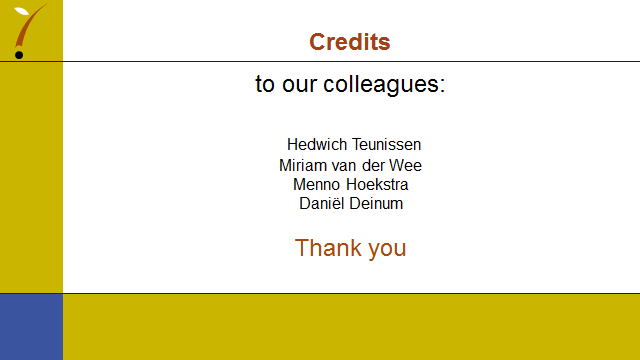 Credits
to our colleagues:
Hedwich Teunissen
Miriam van der Wee
Menno Hoekstra
Daniël Deinum
Thank you